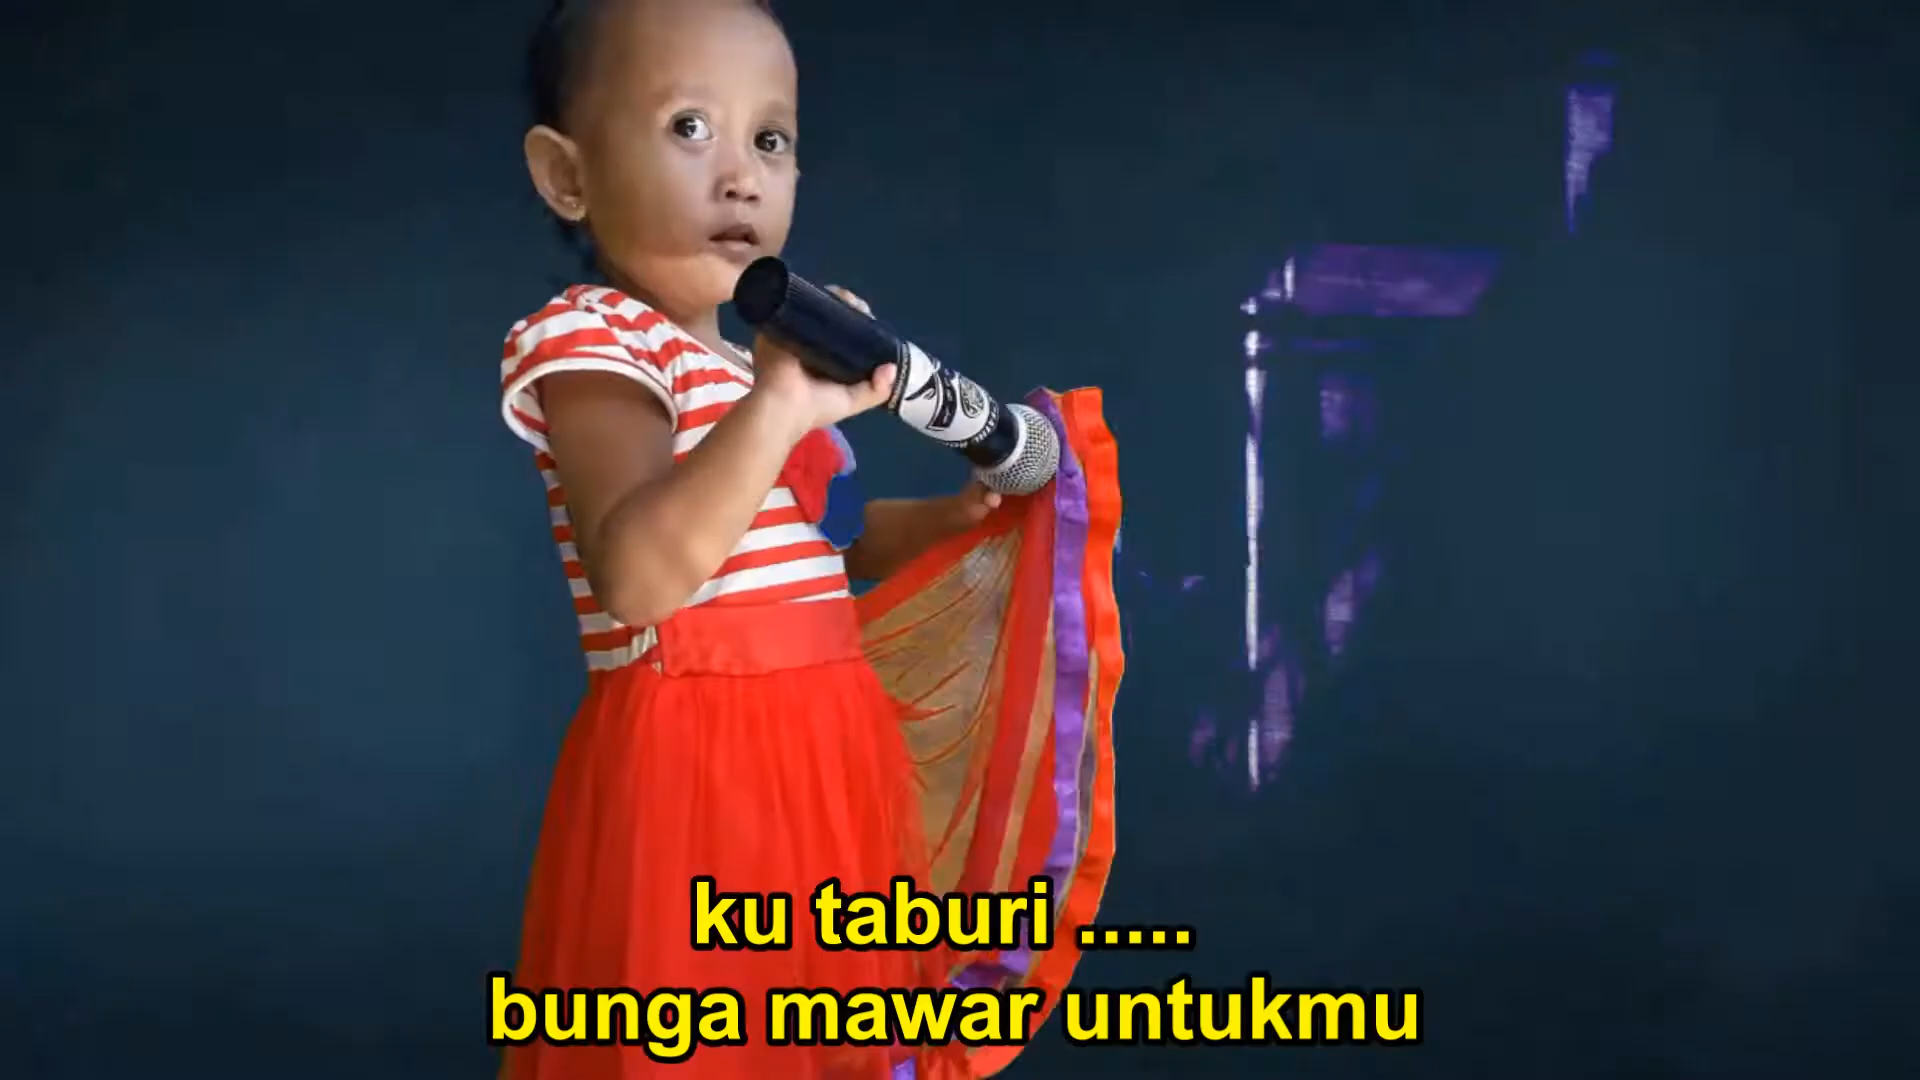 ku taburi .....
bunga mawar untukmu